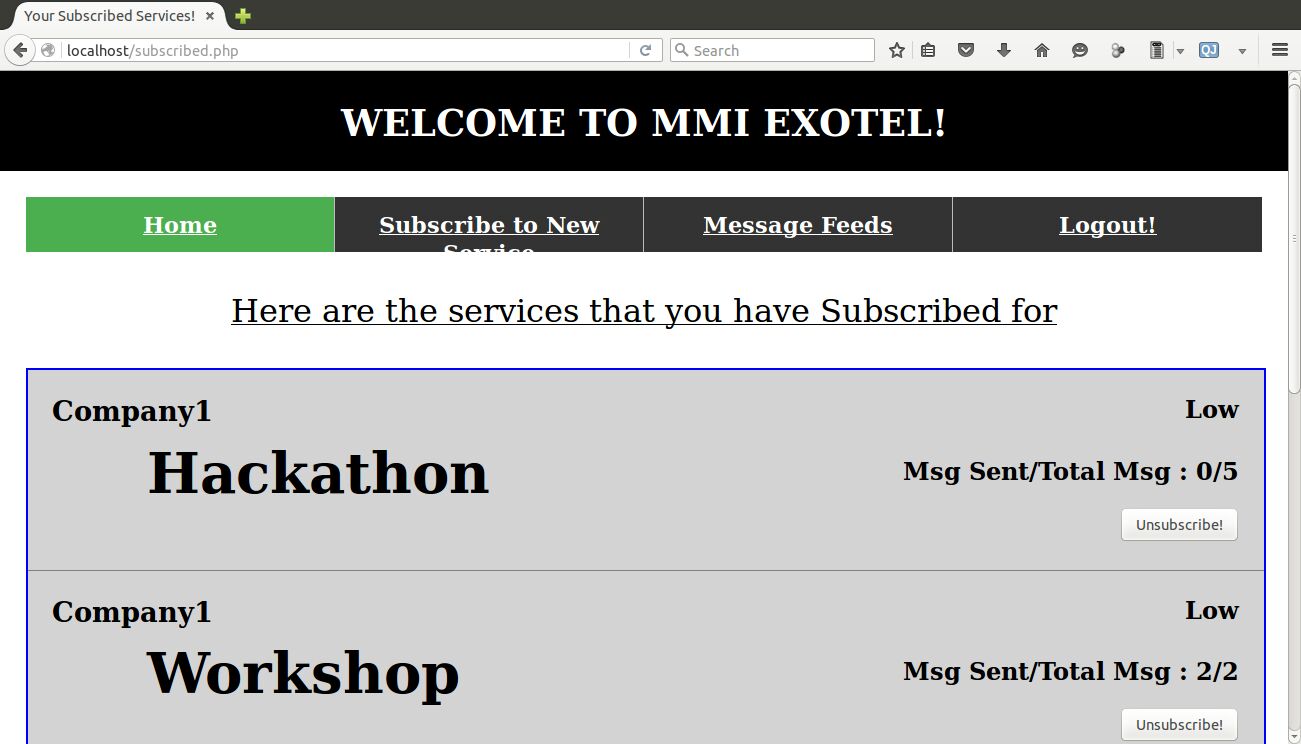 Your Subscribed Services!
localhost/subscribed.php
Search
QJ
WELCOME TO MMI EXOTEL!
Home
Subscribe to New
Service
Message Feeds
Logout!
Here are the services that you have Subscribed for
Company1
Low
Hackathon
Msg Sent/Total Msg : 0/5
Unsubscribe!
Company1
Low
Workshop
Msg Sent/Total Msg : 2/2
Unsubscribe!